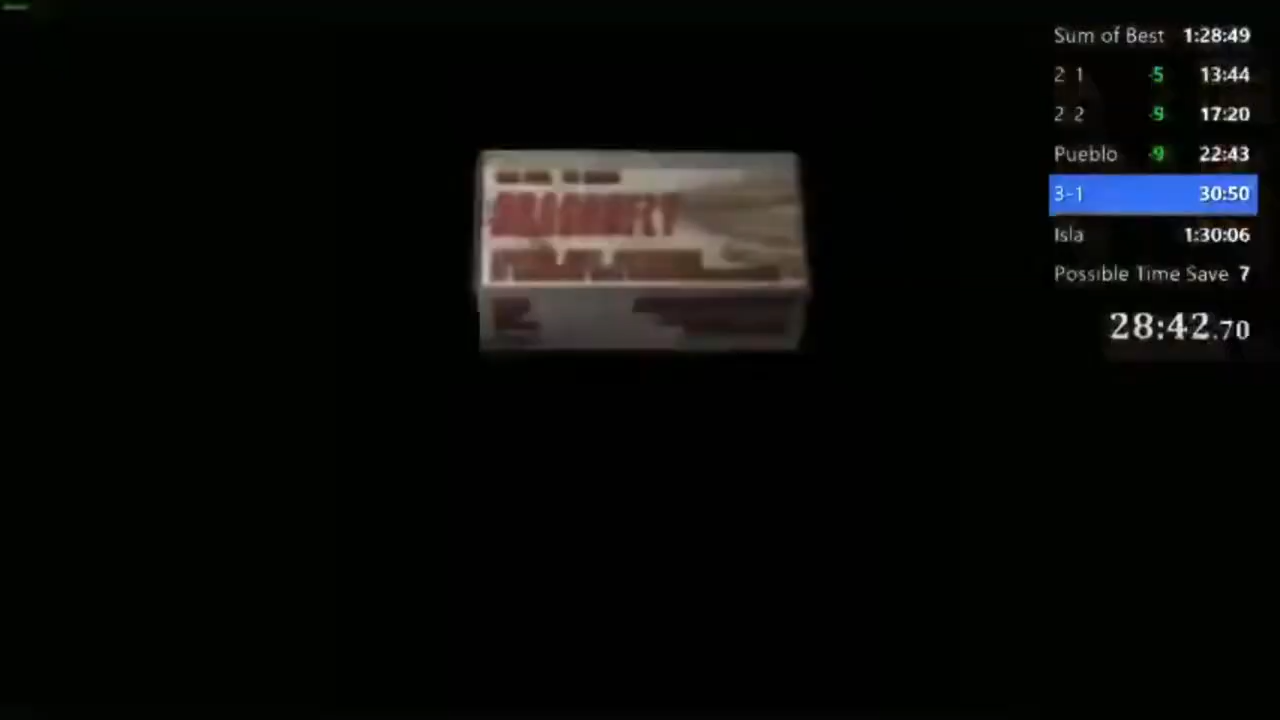 Sum of Best 1:28:49
2 1 -5 13:44
2 2 -9 17:20
Pueblo -9 22:43
3-1 30:50
Isla 1:30:06
Possible Time Save 7
28:42.70